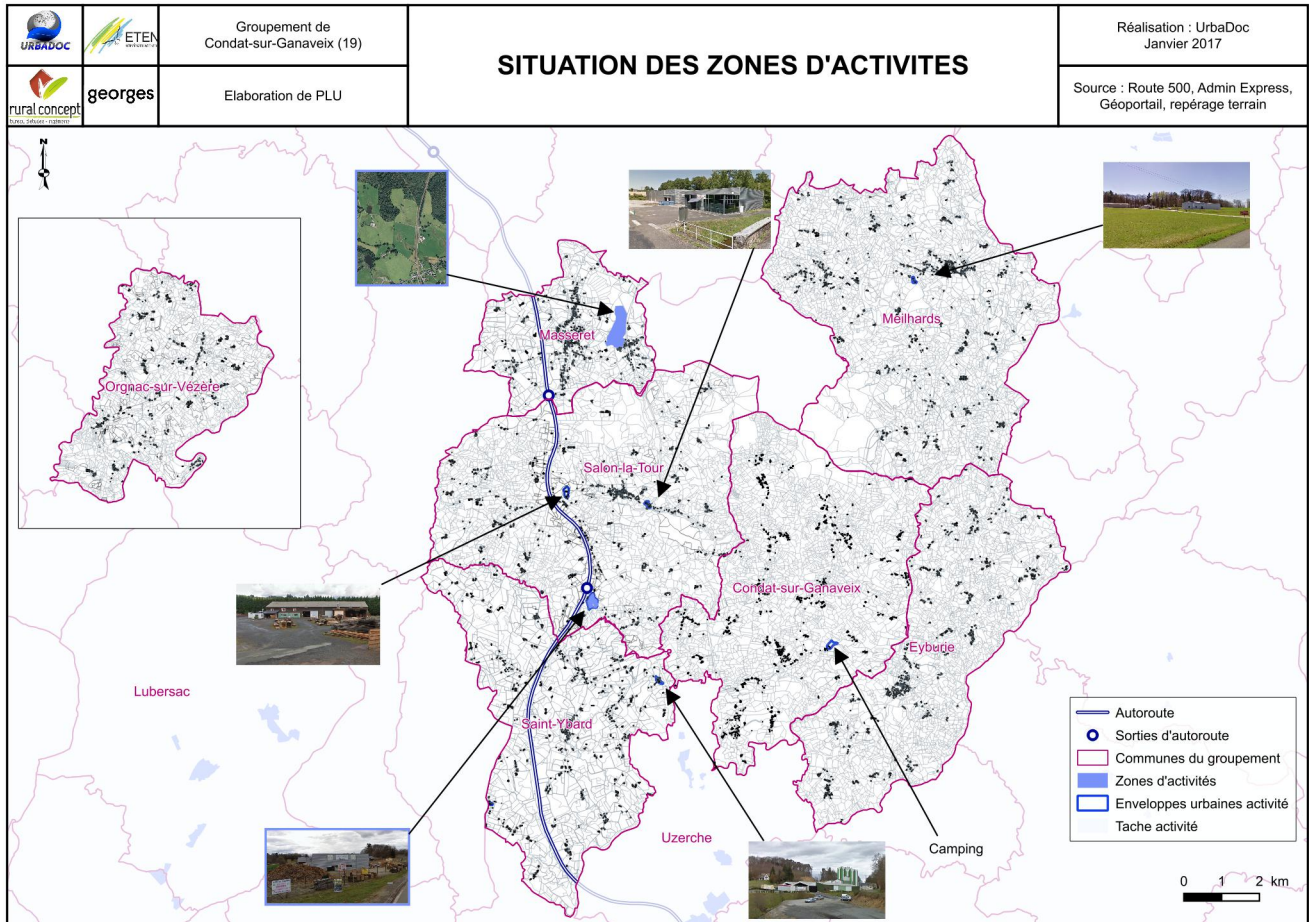 URBADOC
ETEN
environnement
Groupement de
Condat-sur-Ganaveix (19)
SITUATION DES ZONES D'ACTIVITES
Réalisation : UrbaDoc
Janvier 2017
rural concept
georges
Elaboration de PLU
Source : Route 500, Admin Express,
Géoportail, repérage terrain
N
Masseret
Meilhards
Orgnac-sur-Vézère
Salon-la-Tour
Condat-sur-Ganaveix
Eyburie
Lubersac
Saint-Ybard
Uzerche
Camping
Autoroute
Sorties d'autoroute
Communes du groupement
Zones d'activités
Enveloppes urbaines activité
Tache activité
0 1 2 km